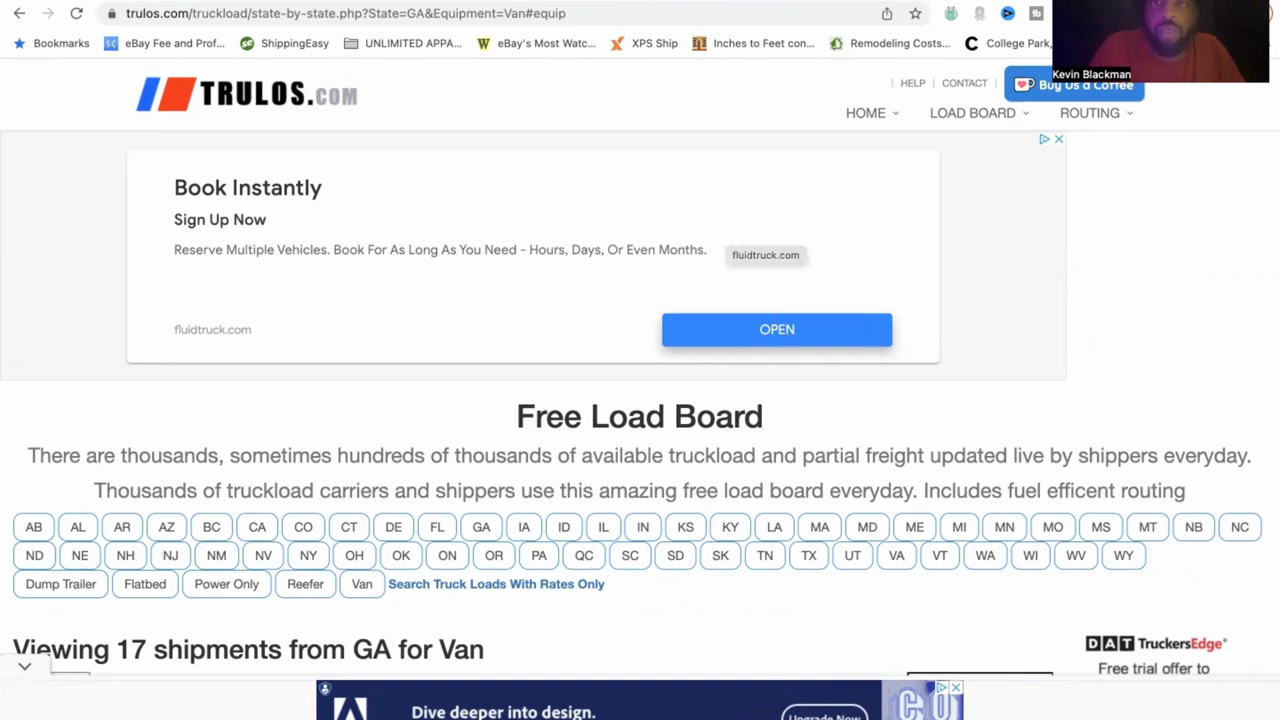 trulos.com/truckload/state-by-state.php?State=GA&Equipment=Van#equip
Bookmarks
eBay Fee and Prof...
ShippingEasy
UNLIMITED APPA...
eBay's Most Watc...
XPS Ship
Inches to Feet con...
Remodeling Costs...
College Park,
Kevin Blackman
TRULOS.COM
HELP
CONTACT
Buy Us a Coffee
HOME
LOAD BOARD
ROUTING
Book Instantly
Sign Up Now
Reserve Multiple Vehicles. Book For As Long As You Need - Hours, Days, Or Even Months.
fluidtruck.com
fluidtruck.com
OPEN
Free Load Board
There are thousands, sometimes hundreds of thousands of available truckload and partial freight updated live by shippers everyday.
Thousands of truckload carriers and shippers use this amazing free load board everyday. Includes fuel efficent routing
AB AL AR AZ BC CA CO CT DE FL GA IA ID IL IN KS KY LA MA MD ME MI MN MO MS MT NB NC
ND NE NH NJ NM NV NY OH OK ON OR PA QC SC SD SK TN TX UT VA VT WA WI WV WY
Dump Trailer Flatbed Power Only Reefer Van Search Truck Loads With Rates Only
Viewing 17 shipments from GA for Van
DAT TruckersEdge
Free trial offer to
Dive deeper into design.
Upgrade Now